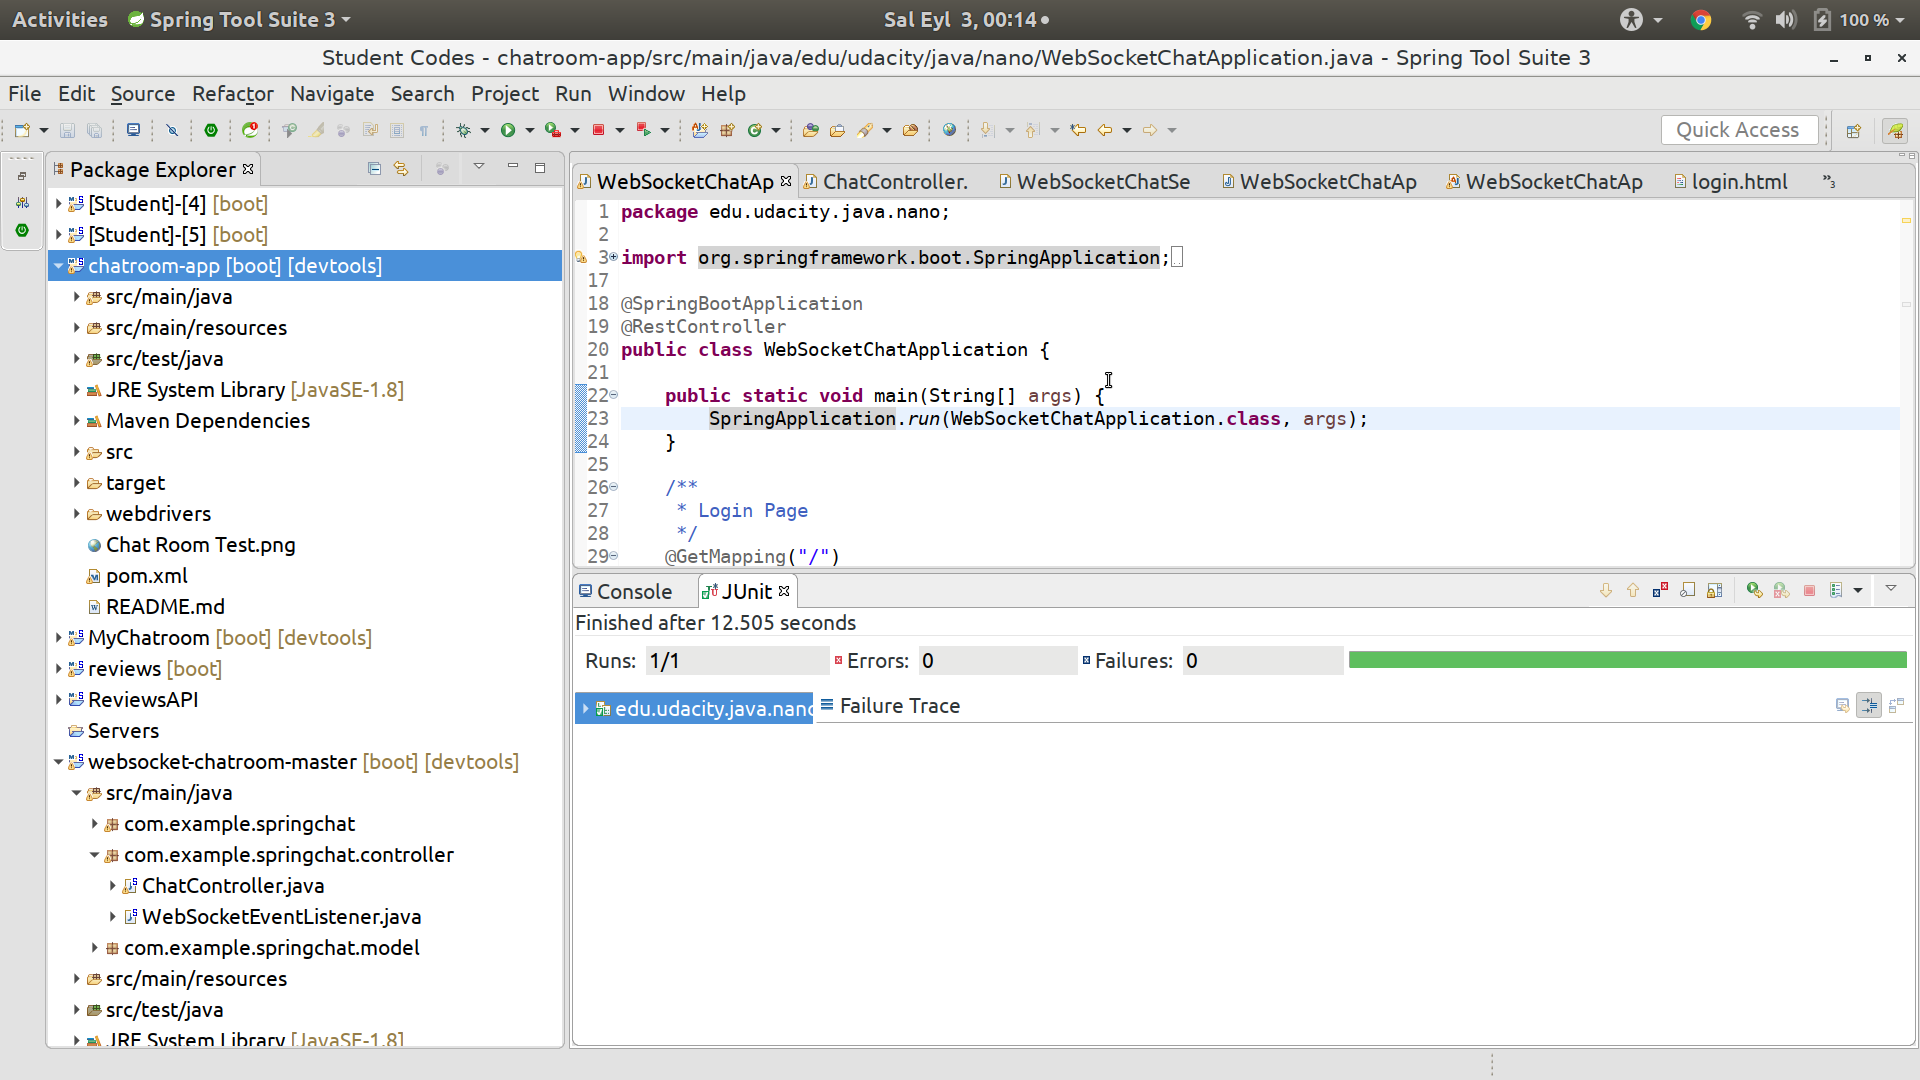 Activities Spring Tool Suite 3 Sal Eyl 3, 00:14 100 %
Student Codes - chatroom-app/src/main/java/edu/udacity/java/nano/WebSocketChatApplication.java - Spring Tool Suite 3
File Edit Source Refactor Navigate Search Project Run Window Help
Quick Access
Package Explorer
[Student]-[4] [boot]
[Student]-[5] [boot]
chatroom-app [boot] [devtools]
src/main/java
src/main/resources
src/test/java
JRE System Library [JavaSE-1.8]
Maven Dependencies
src
target
webdrivers
Chat Room Test.png
pom.xml
README.md
MyChatroom [boot] [devtools]
reviews [boot]
ReviewsAPI
Servers
websocket-chatroom-master [boot] [devtools]
src/main/java
com.example.springchat
com.example.springchat.controller
ChatController.java
WebSocketEventListener.java
com.example.springchat.model
src/main/resources
src/test/java
JRE System Library [JavaSE-1.8]
WebSocketChatAp ChatController. WebSocketChatSe WebSocketChatAp WebSocketChatAp login.html »3
1 package edu.udacity.java.nano;
2
3 import org.springframework.boot.SpringApplication;
17
18 @SpringBootApplication
19 @RestController
20 public class WebSocketChatApplication {
21
22 public static void main(String[] args) {
23 SpringApplication.run(WebSocketChatApplication.class, args);
24 }
25
26 /**
27 * Login Page
28 */
29 @GetMapping("/")
Console JUnit
Finished after 12.505 seconds
Runs: 1/1 Errors: 0 Failures: 0
edu.udacity.java.nano Failure Trace